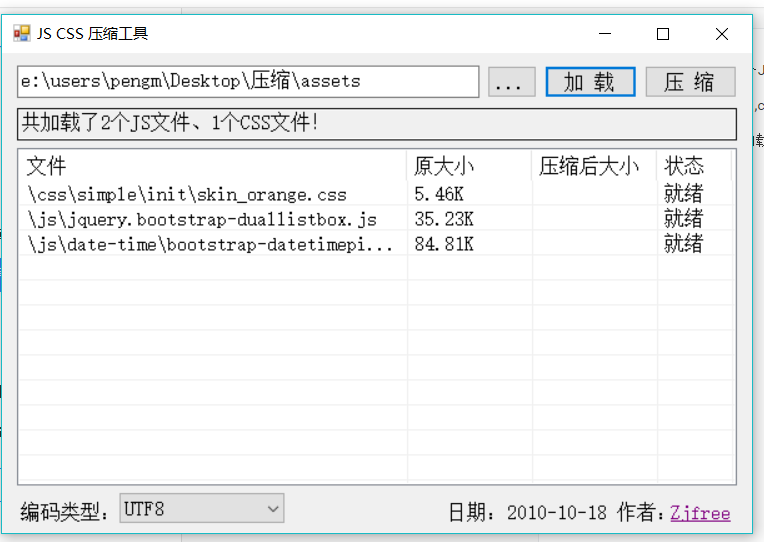 JS CSS 压缩工具
e:\users\pengm\Desktop\压缩\assets ... 加 载 压 缩
共加载了2个JS文件、1个CSS文件!
文件 原大小 压缩后大小 状态
\css\simple\init\skin_orange.css 5.46K 就绪
\js\jquery.bootstrap-duallistbox.js 35.23K 就绪
\js\date-time\bootstrap-datetimepi... 84.81K 就绪
编码类型: UTF8 日期: 2010-10-18 作者: Zjfree